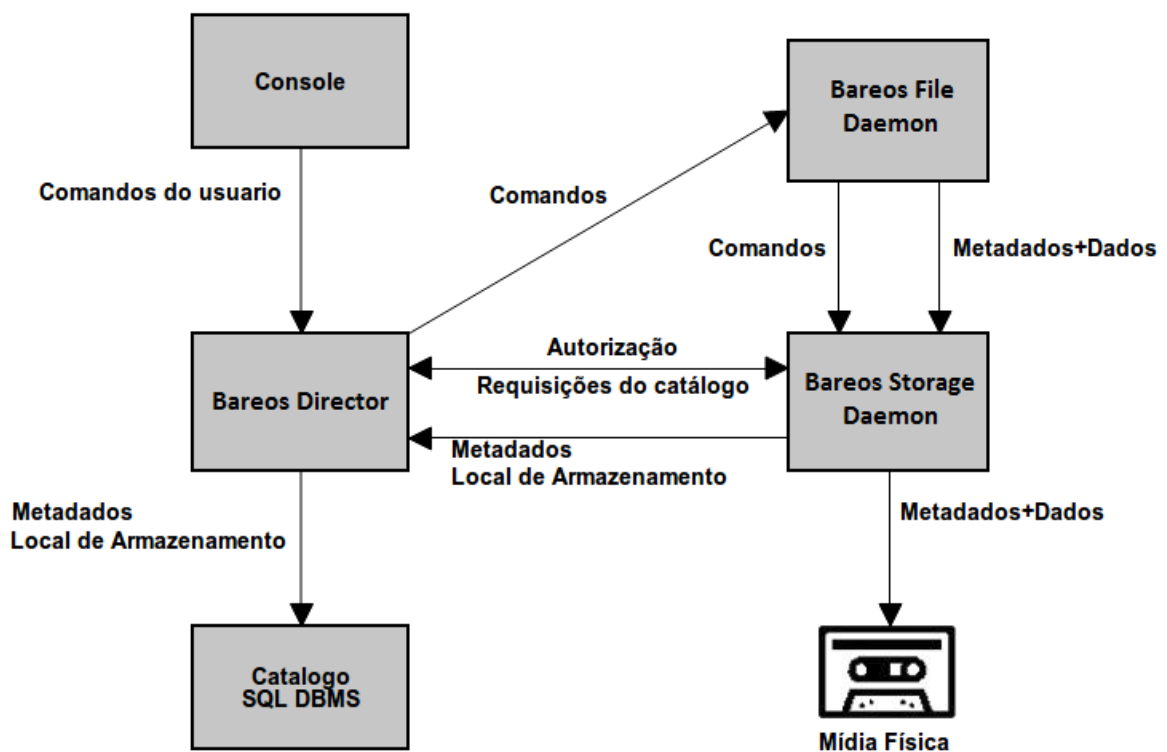 Console
Bareos File
Daemon
Comandos do usuario
Comandos
Comandos
Metadados+Dados
Bareos Director
Autorização
Requisições do catálogo
Bareos Storage
Daemon
Metadados
Local de Armazenamento
Metadados
Local de Armazenamento
Metadados+Dados
Catalogo
SQL DBMS
Mídia Física